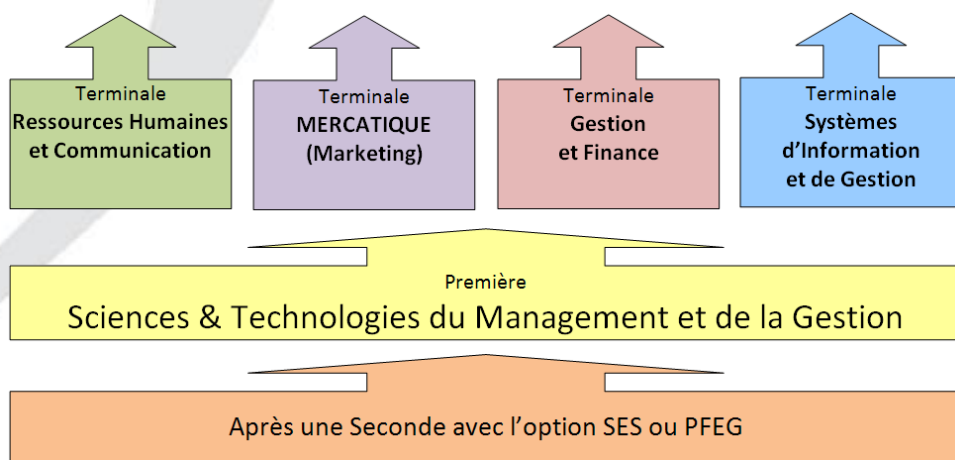 Terminale
Ressources Humaines
et Communication
Terminale
MERCATIQUE
(Marketing)
Terminale
Gestion
et Finance
Terminale
Systèmes
d’Information
et de Gestion
Première
Sciences & Technologies du Management et de la Gestion
Après une Seconde avec l’option SES ou PFEG